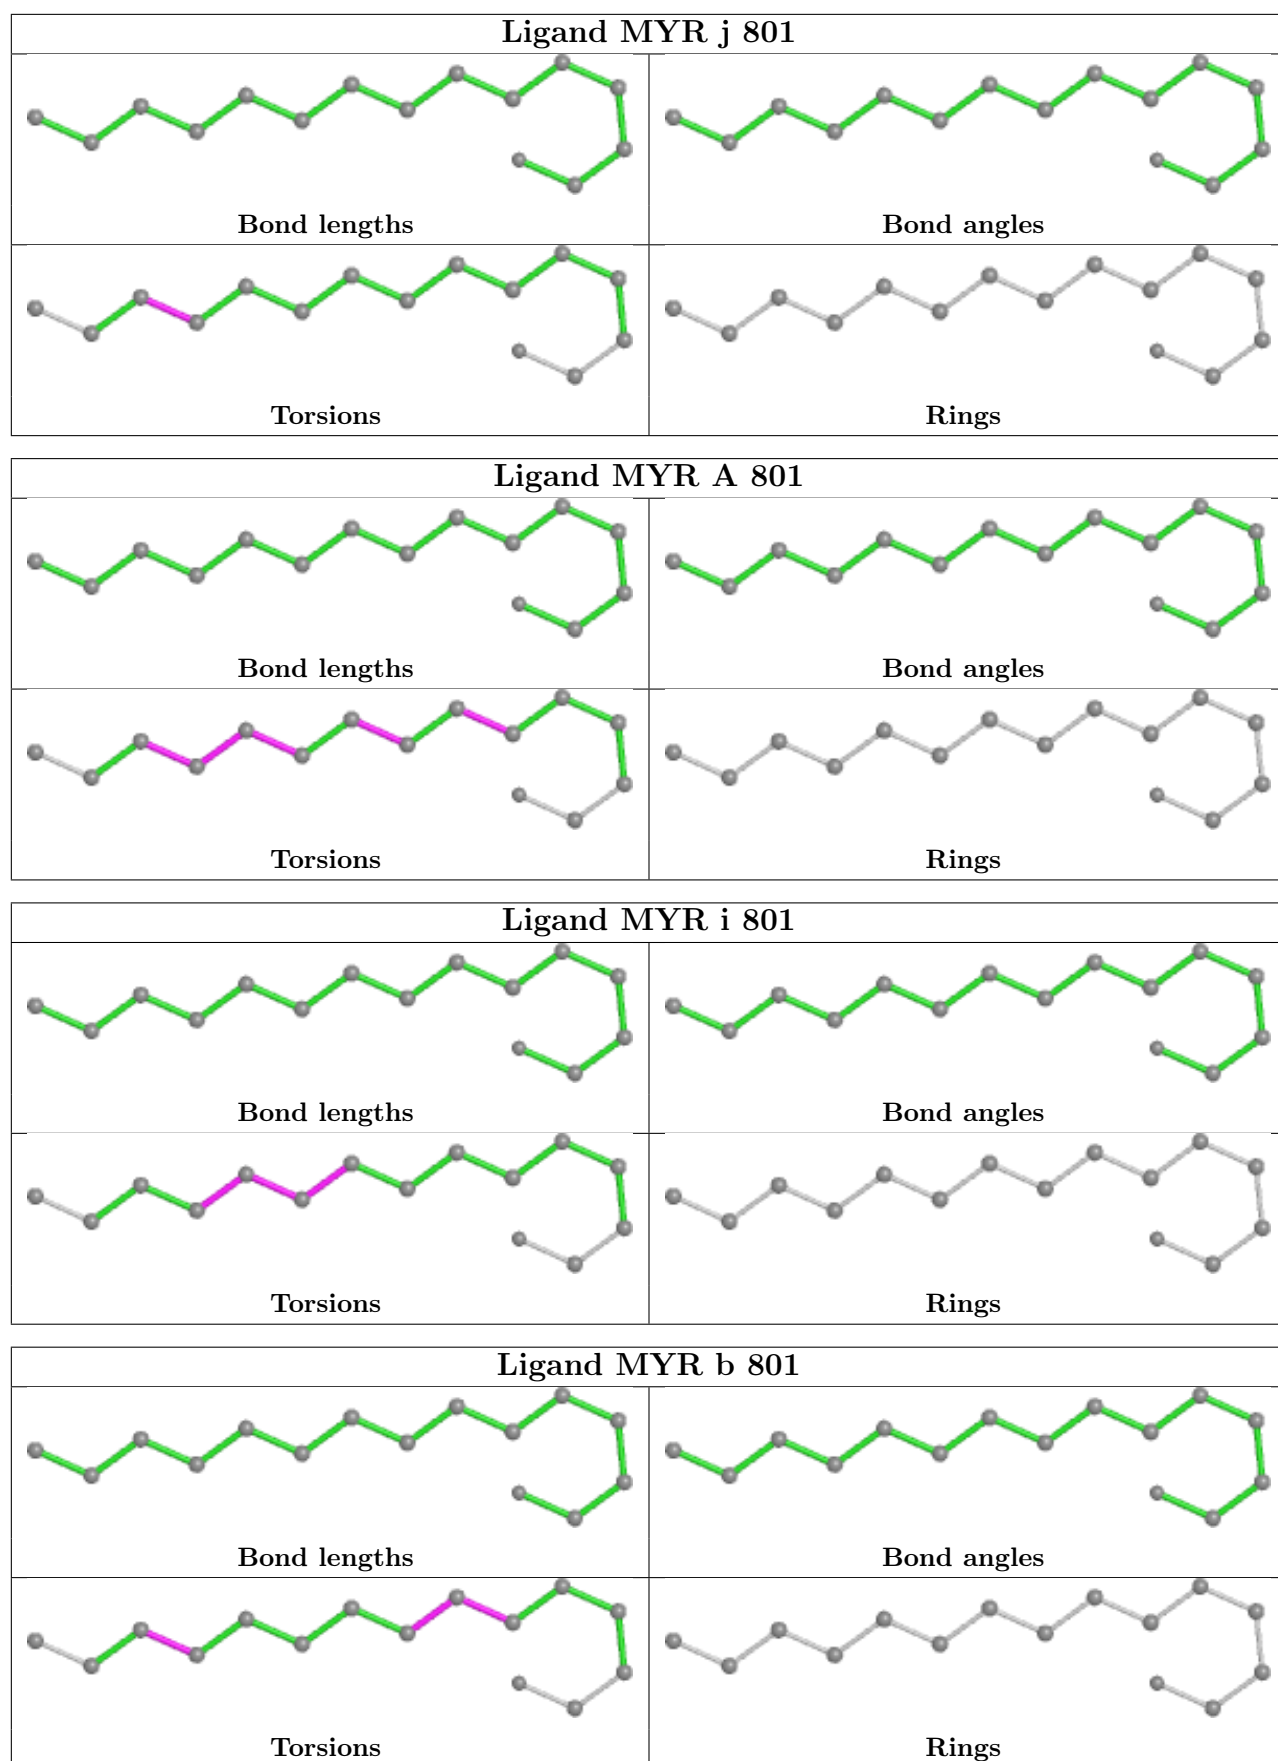 Ligand MYR j 801
Bond lengths
Bond angles
Torsions
Rings
Ligand MYR A 801
Bond lengths
Bond angles
Torsions
Rings
Ligand MYR i 801
Bond lengths
Bond angles
Torsions
Rings
Ligand MYR b 801
Bond lengths
Bond angles
Torsions
Rings